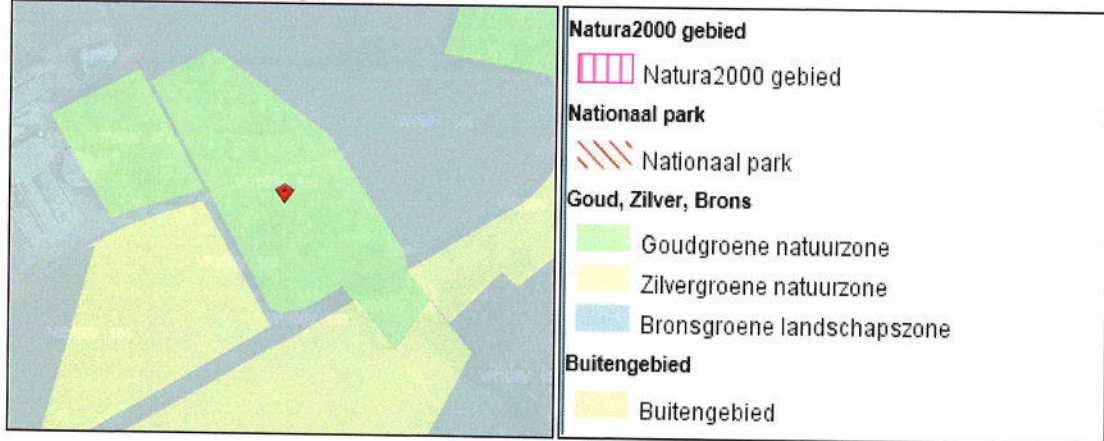 Natura2000 gebied
Natura2000 gebied
Nationaal park
Nationaal park
Goud, Zilver, Brons
Goudgroene natuurzone
Zilvergroene natuurzone
Bronsgroene landschapszone
Buitengebied
Buitengebied